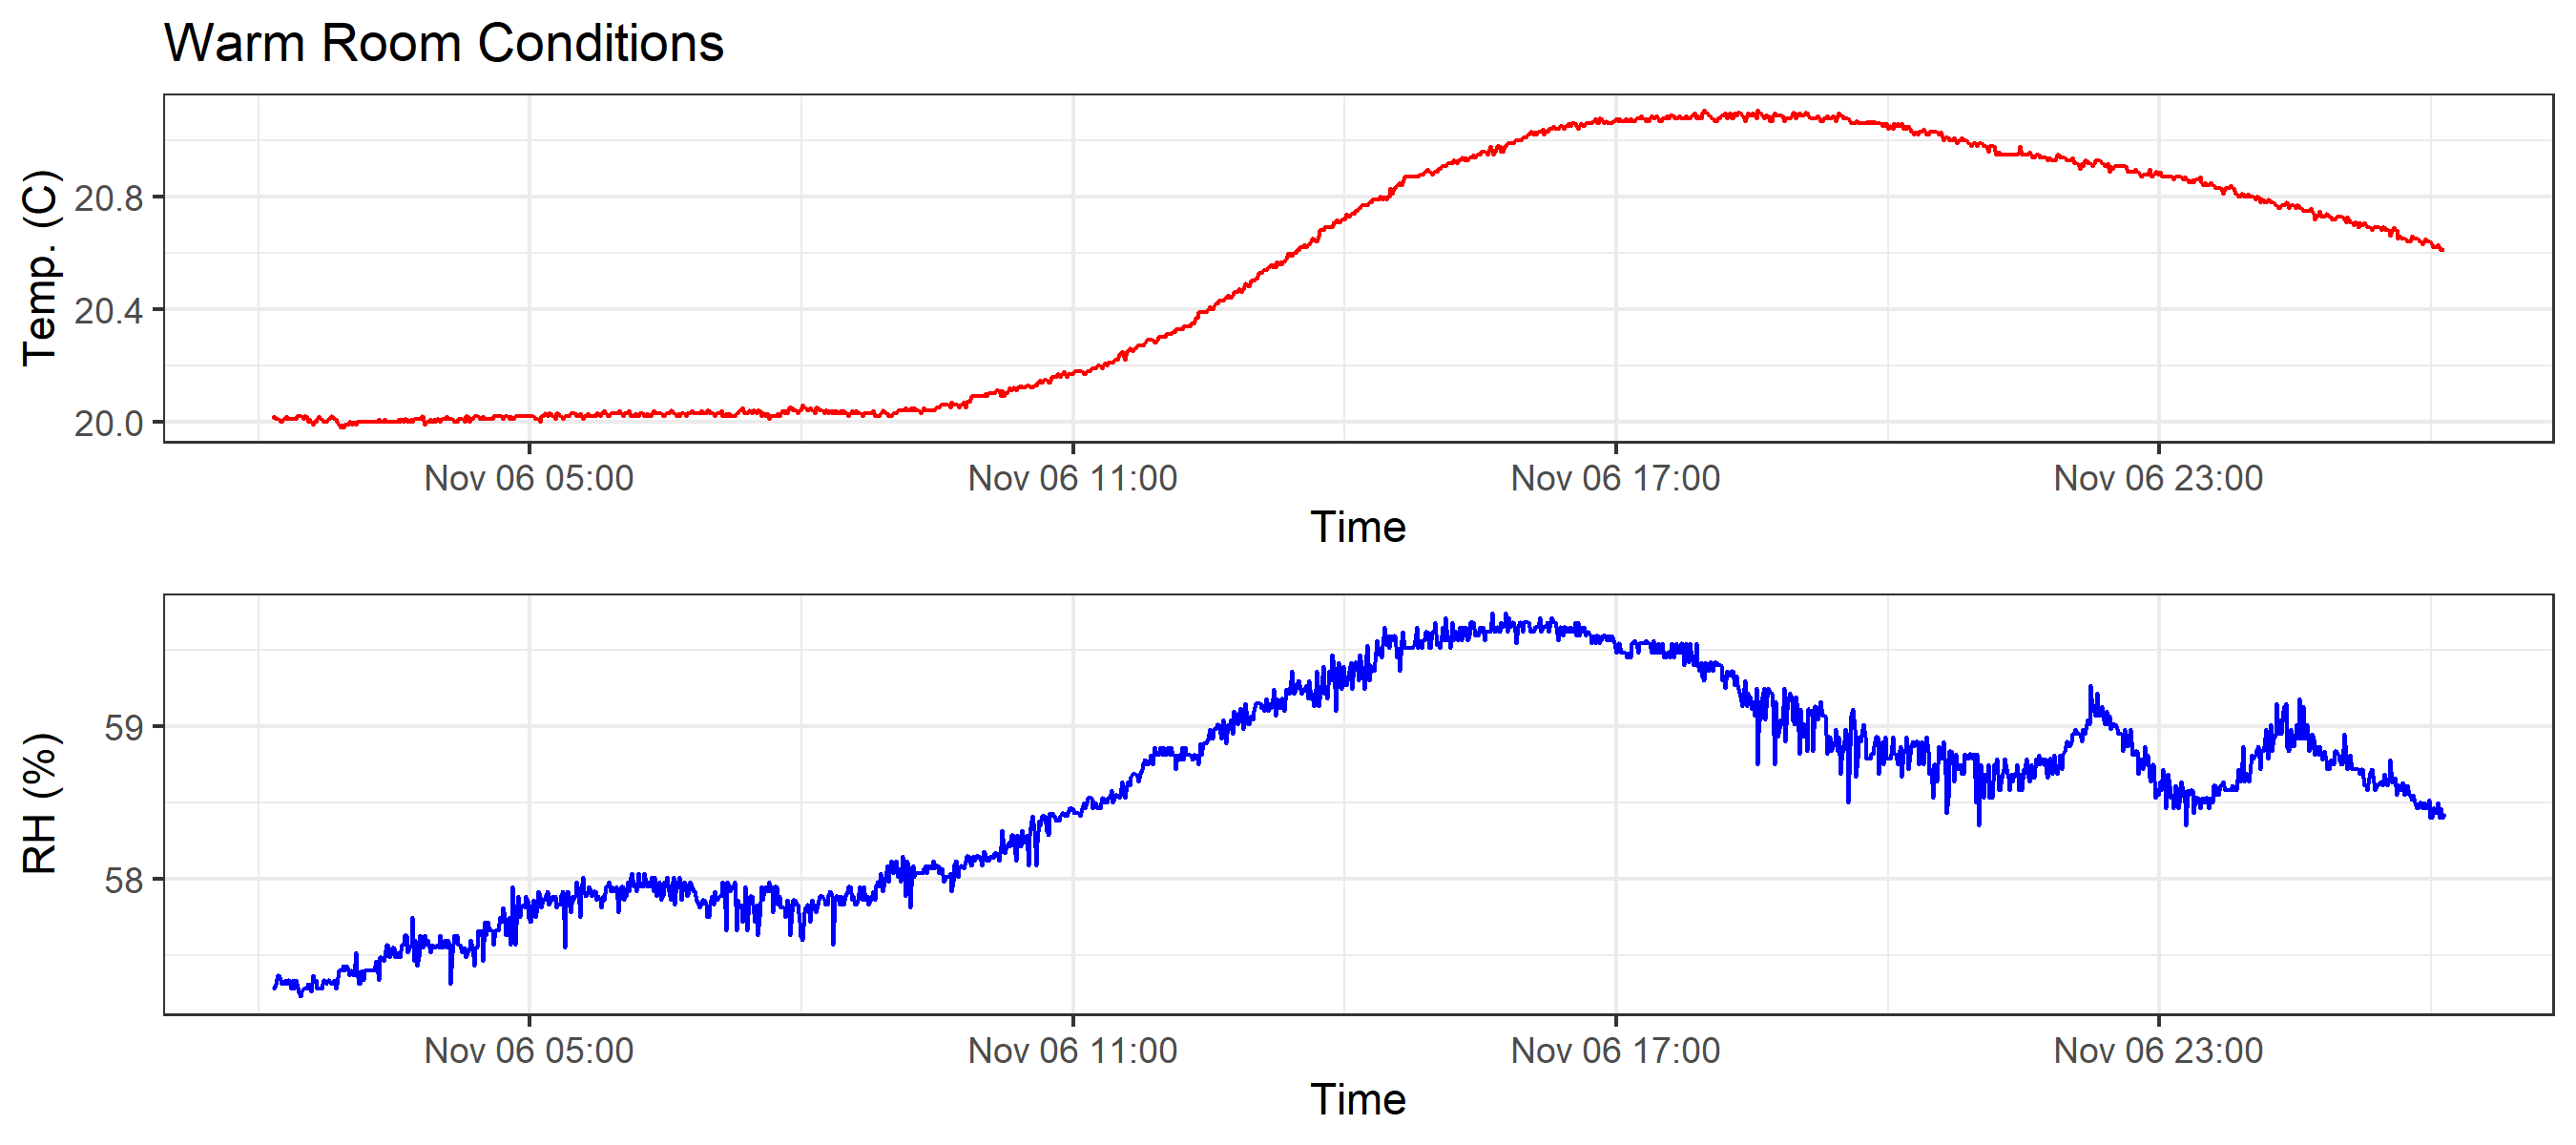 Warm Room Conditions
Temp. (C)
20.8
20.4
20.0
Nov 06 05:00 Nov 06 11:00 Nov 06 17:00 Nov 06 23:00
Time
RH (%)
59
58
Nov 06 05:00 Nov 06 11:00 Nov 06 17:00 Nov 06 23:00
Time